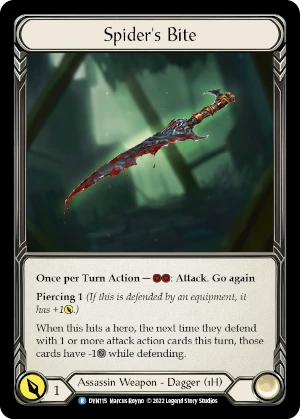 Spider's Bite
Once per Turn Action — : Attack. Go again
Piercing 1 (If this is defended by an equipment, it
has +1.)
When this hits a hero, the next time they defend
with 1 or more attack action cards this turn, those
cards have -1 while defending.
1
Assassin Weapon - Dagger (1H)
R DYN115 Marcus Reyno © 2022 Legend Story Studios